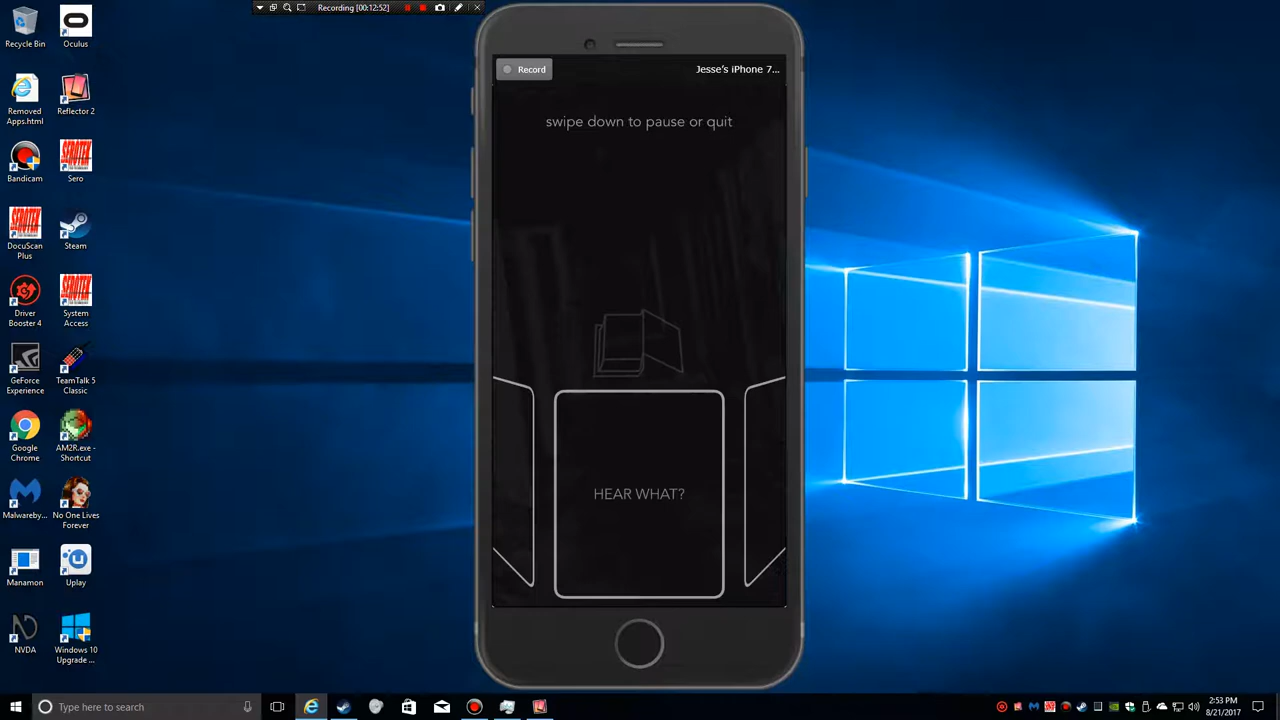 Recording [00:12:52]
Recycle Bin
Oculus
Removed Apps.html
Reflector 2
Bandicam
SEROTEK
Sero
SEROTEK
DocuScan Plus
Steam
Driver Booster 4
SEROTEK
System Access
GeForce Experience
TeamTalk 5 Classic
Google Chrome
AM2R.exe - Shortcut
Malwareby...
No One Lives Forever
Manamon
Uplay
NVDA
Windows 10 Upgrade ...
Record
Jesse's iPhone 7...
swipe down to pause or quit
HEAR WHAT?
Type here to search
2:53 PM
8/21/2017